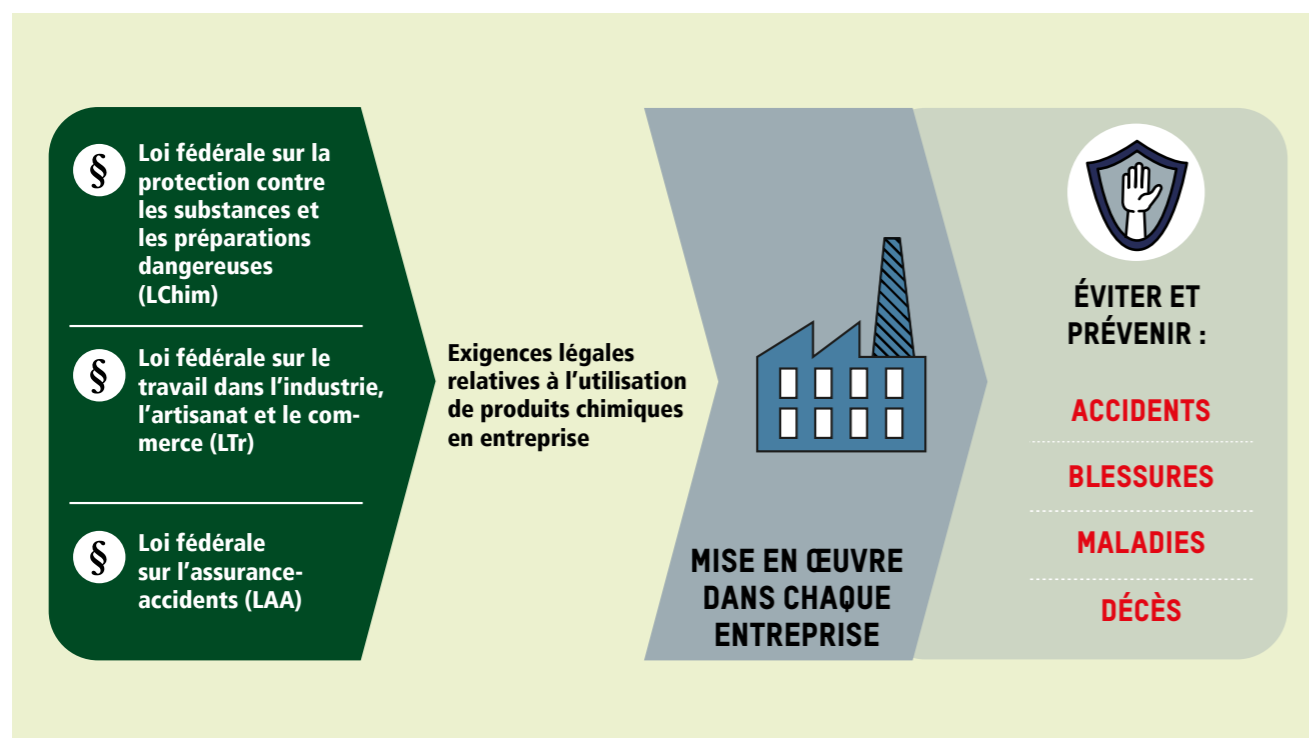 §
Loi fédérale sur la
protection contre
les substances et
les préparations
dangereuses
(LChim)
§
Loi fédérale sur le
travail dans l’industrie,
l’artisanat et le com-
merce (LTr)
§
Loi fédérale
sur l’assurance-
accidents (LAA)
Exigences légales
relatives à l’utilisation
de produits chimiques
en entreprise
MISE EN ŒUVRE
DANS CHAQUE
ENTREPRISE
ÉVITER ET
PRÉVENIR :
ACCIDENTS
BLESSURES
MALADIES
DÉCÈS